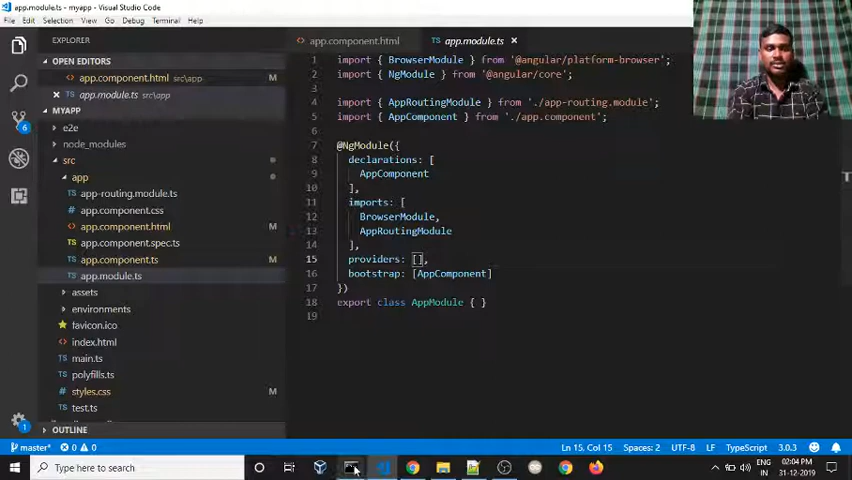 app.module.ts - myapp - Visual Studio Code
File Edit Selection View Go Debug Terminal Help
EXPLORER
OPEN EDITORS
app.component.html src\app
app.module.ts src\app
MYAPP
e2e
node_modules
src
app
app-routing.module.ts
app.component.css
app.component.html M
app.component.spec.ts
app.component.ts M
app.module.ts
assets
environments
favicon.ico
index.html
main.ts
polyfills.ts
styles.css M
test.ts
OUTLINE
6
1
app.component.html app.module.ts
1 import { BrowserModule } from '@angular/platform-browser';
2 import { NgModule } from '@angular/core';
3
4 import { AppRoutingModule } from './app-routing.module';
5 import { AppComponent } from './app.component';
6
7 @NgModule({
8 declarations: [
9 AppComponent
10 ],
11 imports: [
12 BrowserModule,
13 AppRoutingModule
14 ],
15 providers: [],
16 bootstrap: [AppComponent]
17 })
18 export class AppModule { }
19
master* 0 0 Ln 15, Col 15 Spaces: 2 UTF-8 LF TypeScript 3.0.3
Type here to search
ENG
IN
02:04 PM
31-12-2019